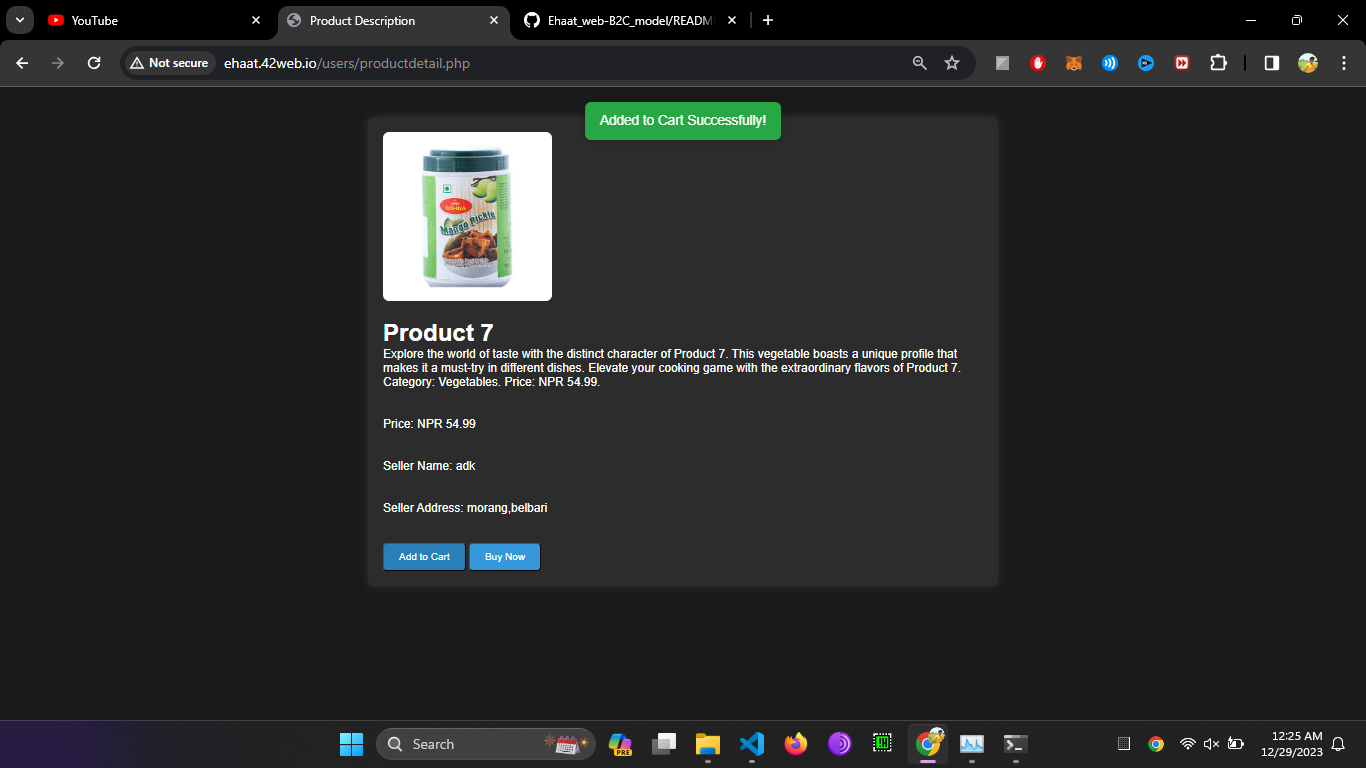 YouTube
Product Description
Ehaat_web-B2C_model/READM
Not secure
ehaat.42web.io/users/productdetail.php
Added to Cart Successfully!
SOHNA
Mango Pickle
Product 7
Explore the world of taste with the distinct character of Product 7. This vegetable boasts a unique profile that
makes it a must-try in different dishes. Elevate your cooking game with the extraordinary flavors of Product 7.
Category: Vegetables. Price: NPR 54.99.
Price: NPR 54.99
Seller Name: adk
Seller Address: morang,belbari
Add to Cart
Buy Now
Search
PRE
12:25 AM
12/29/2023